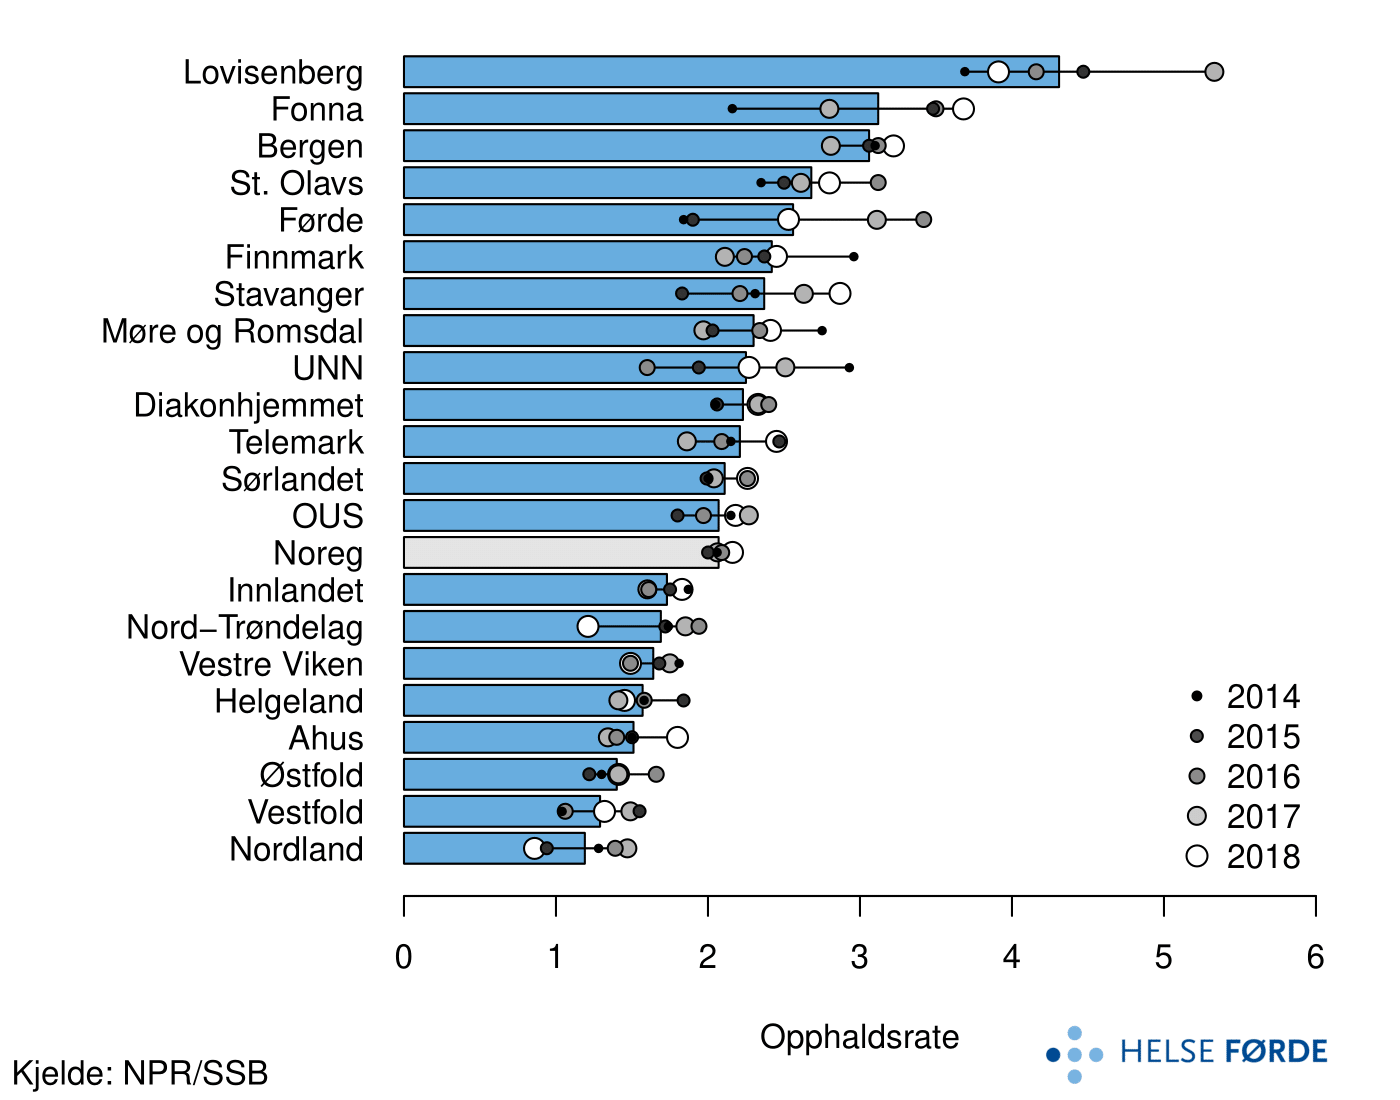 Lovisenberg
Fonna
Bergen
St. Olavs
Førde
Finnmark
Stavanger
Møre og Romsdal
UNN
Diakonhjemmet
Telemark
Sørlandet
OUS
Noreg
Innlandet
Nord−Trøndelag
Vestre Viken
Helgeland
Ahus
Østfold
Vestfold
Nordland
2014
2015
2016
2017
2018
0 1 2 3 4 5 6
Opphaldsrate
HELSE FØRDE
Kjelde: NPR/SSB